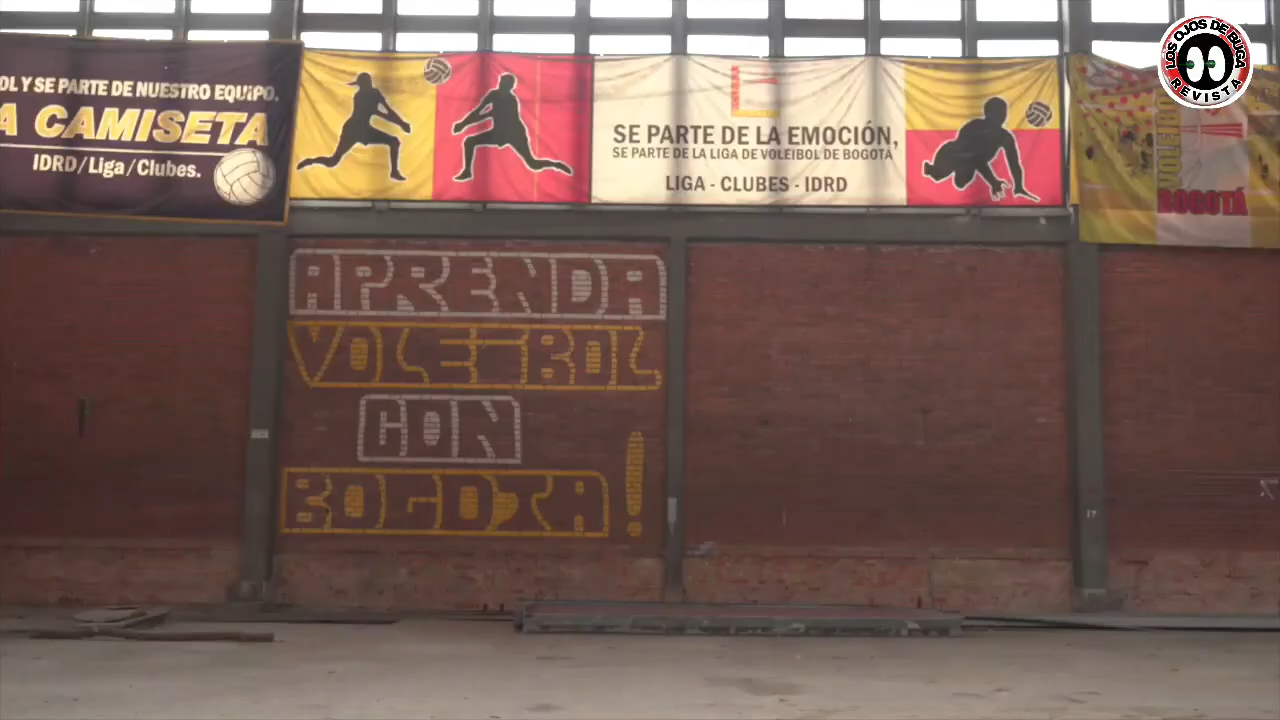 OL Y SE PARTE DE NUESTRO EQUIPO.
A CAMISETA
IDRD/Liga/Clubes.
SE PARTE DE LA EMOCIÓN,
SE PARTE DE LA LIGA DE VOLEIBOL DE BOGOTÁ
LIGA - CLUBES - IDRD
BOGOTÁ
LOS OJOS DE BUGA
REVISTA
APRENDA
VOLEIBOL
CON
BOGOTA!
17